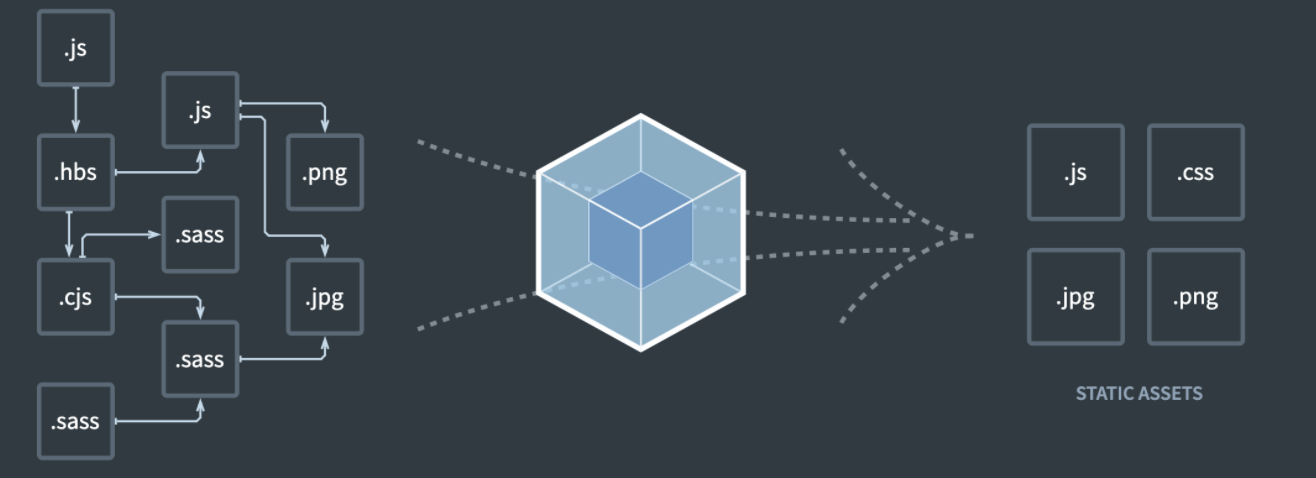 .js
.js
.hbs
.png
.sass
.cjs
.jpg
.sass
.sass
.js
.css
.jpg
.png
STATIC ASSETS